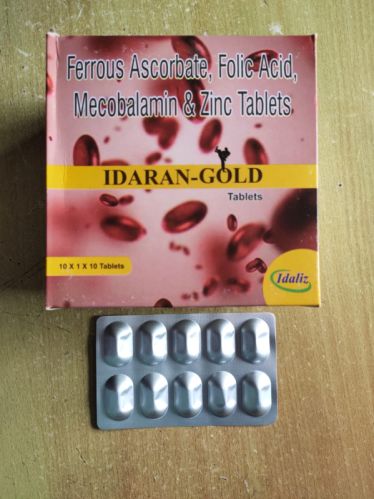 Ferrous Ascorbate, Folic Acid,
Mecobalamin & Zinc Tablets
IDARAN-GOLD
Tablets
10 X 1 X 10 Tablets
Idaliz